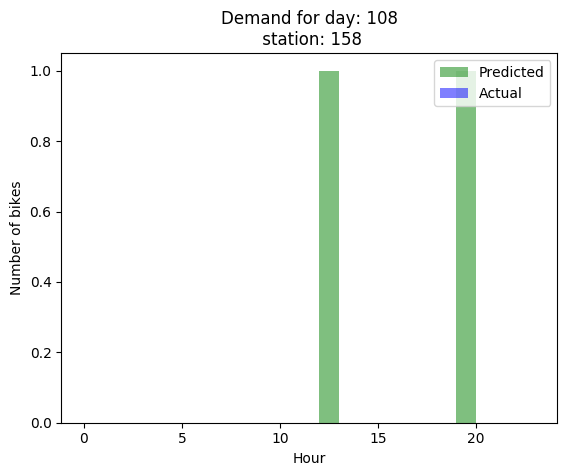 Demand for day: 108
station: 158
Predicted
Actual
Number of bikes
1.0
0.8
0.6
0.4
0.2
0.0
0 5 10 15 20
Hour